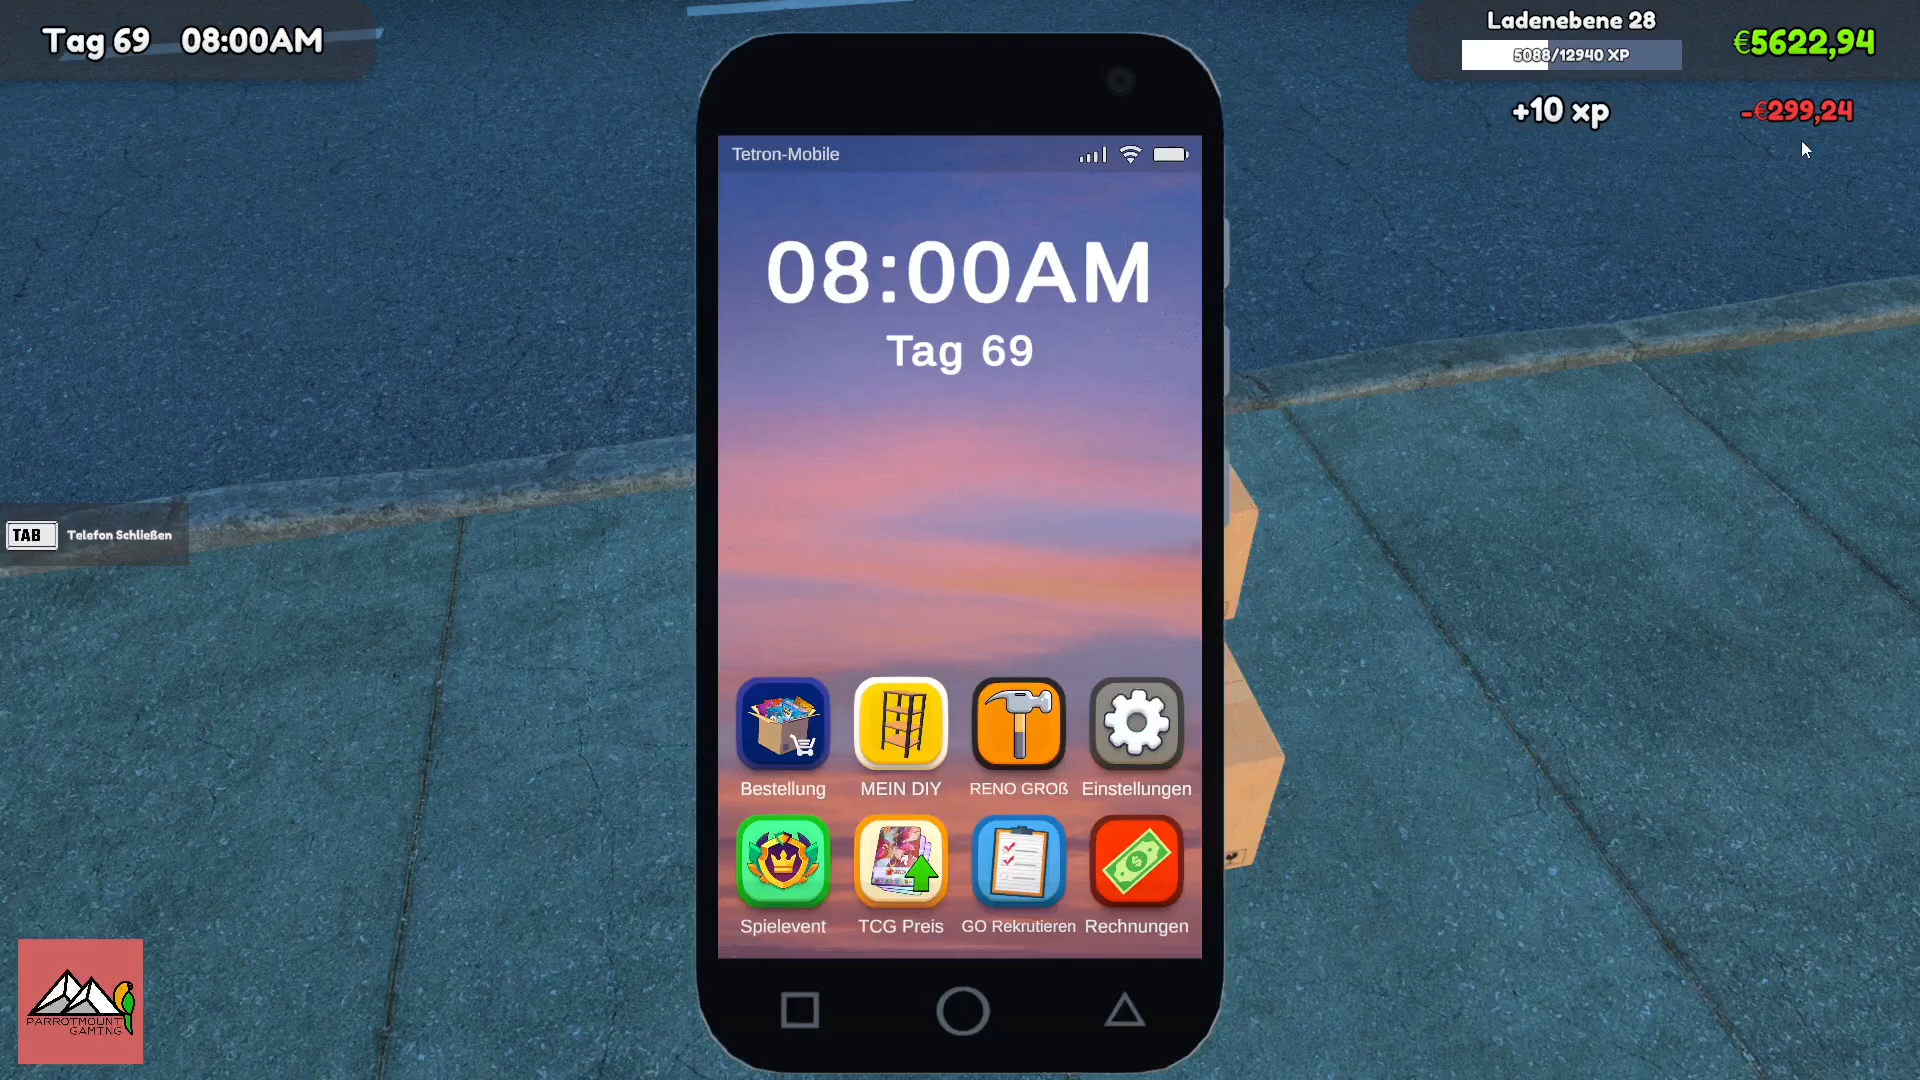 Tag 69 08:00AM
Ladenebene 28
5088/12940 XP
€5622,94
+10 xp
-€299,24
Tetron-Mobile
08:00AM
Tag 69
TAB Telefon Schließen
Bestellung MEIN DIY RENO GROß Einstellungen
Spielevent TCG Preis GO Rekrutieren Rechnungen
PARROTMOUNT
GAMING